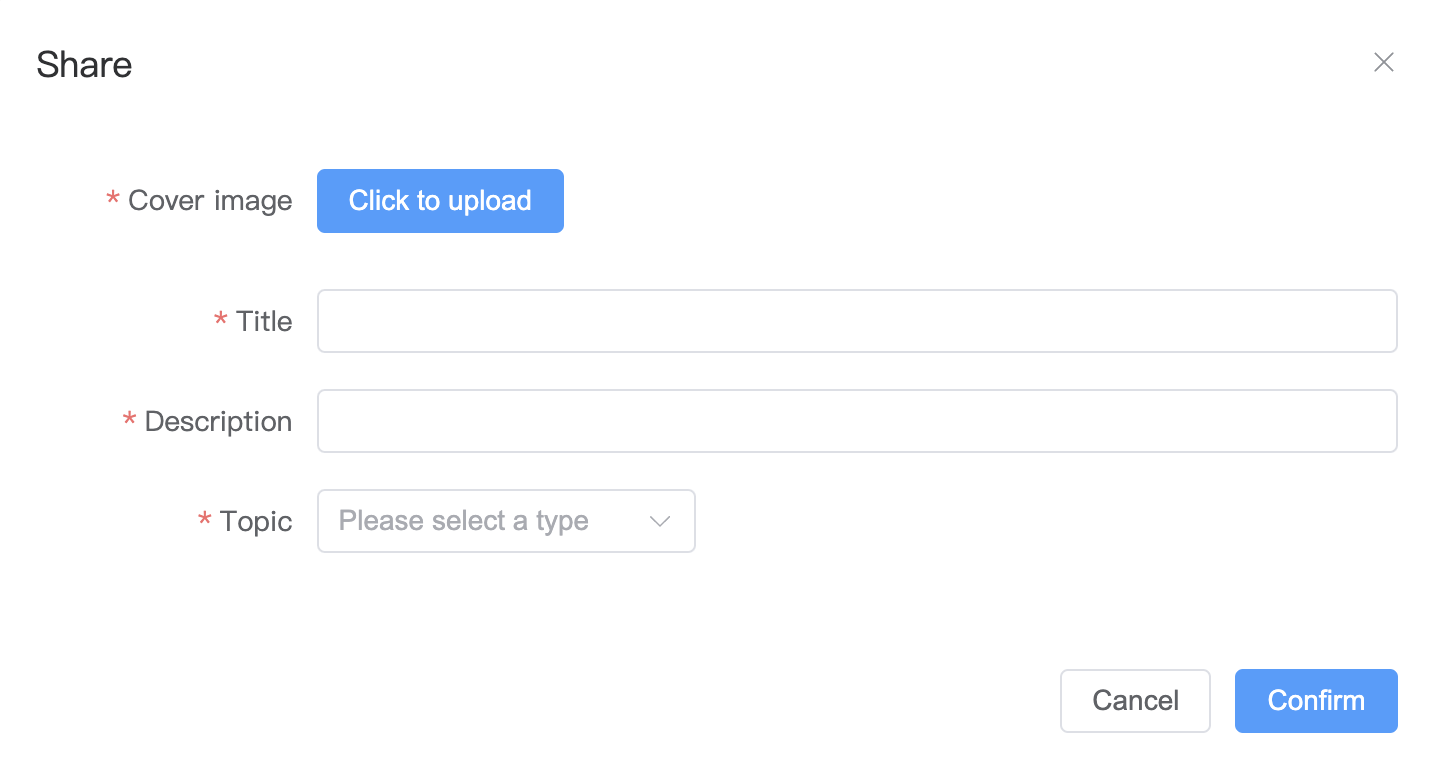 Share
* Cover image Click to upload
* Title
* Description
* Topic Please select a type
Cancel Confirm